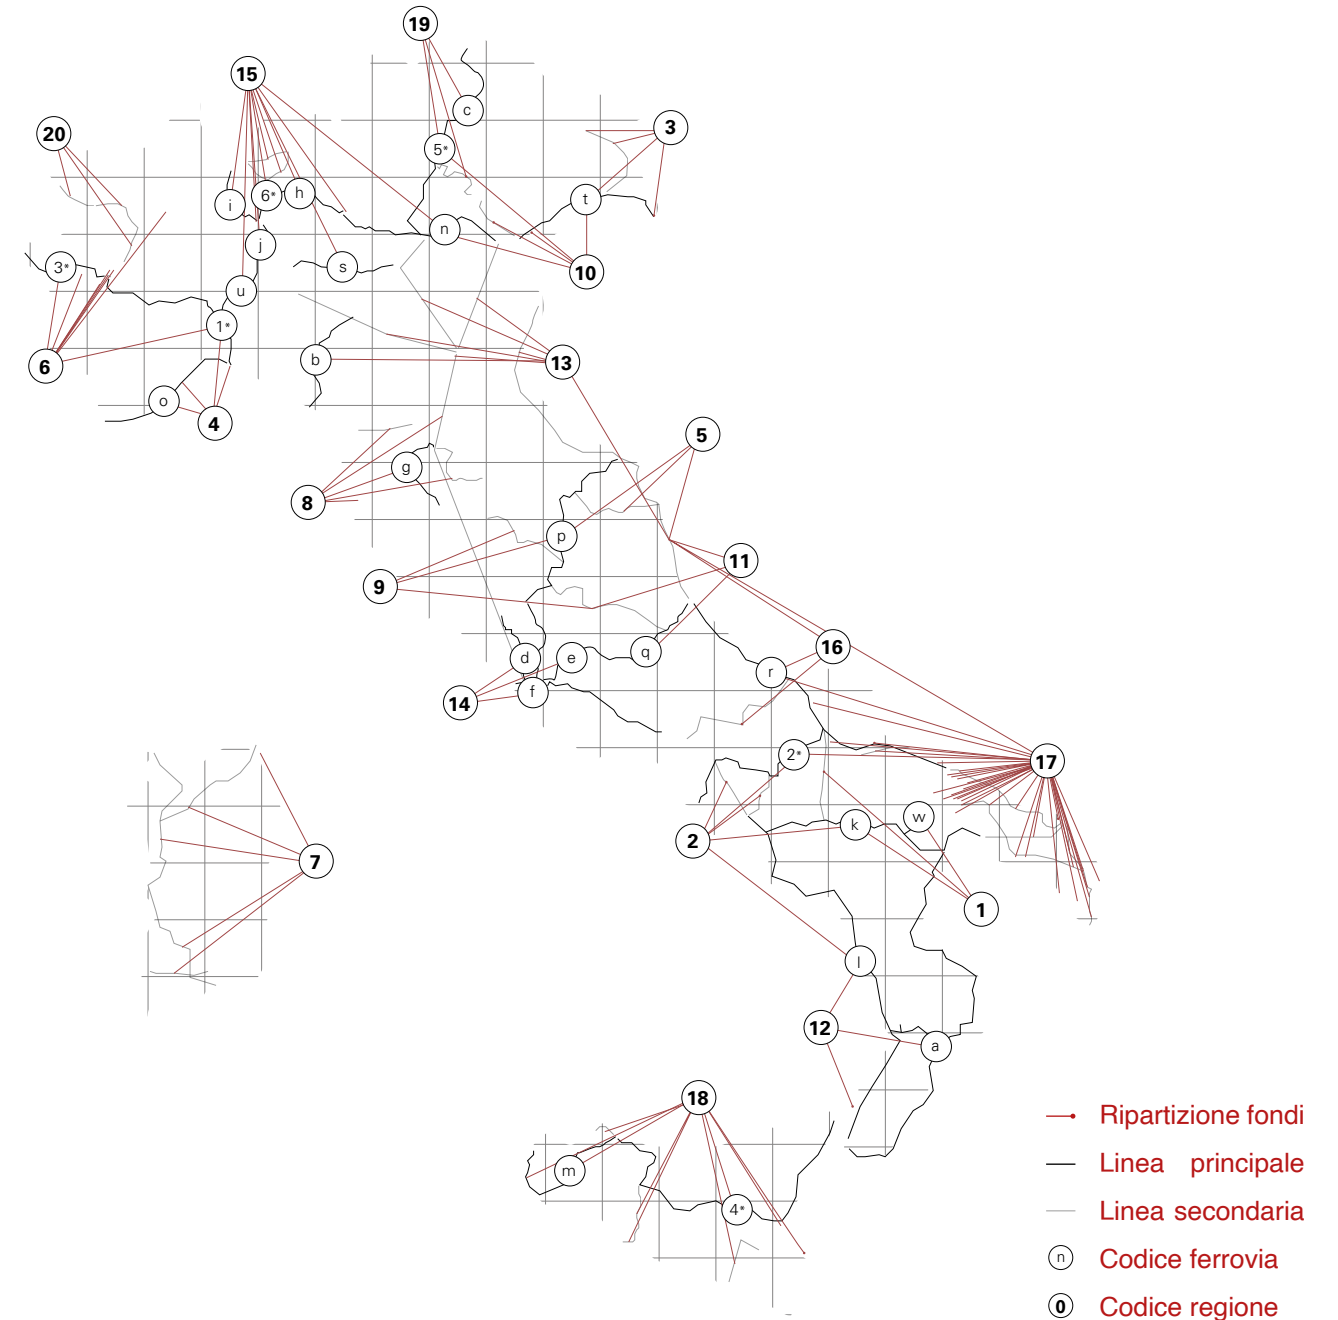 19
15
c
3
20
5*
6*
h
i
t
n
j
3*
s
10
u
1*
b
13
6
o
4
5
g
8
p
11
9
16
q
d
e
r
f
14
2*
17
w
k
2
7
1
l
12
a
18
m
4*
Ripartizione fondi
Linea principale
Linea secondaria
n Codice ferrovia
0 Codice regione